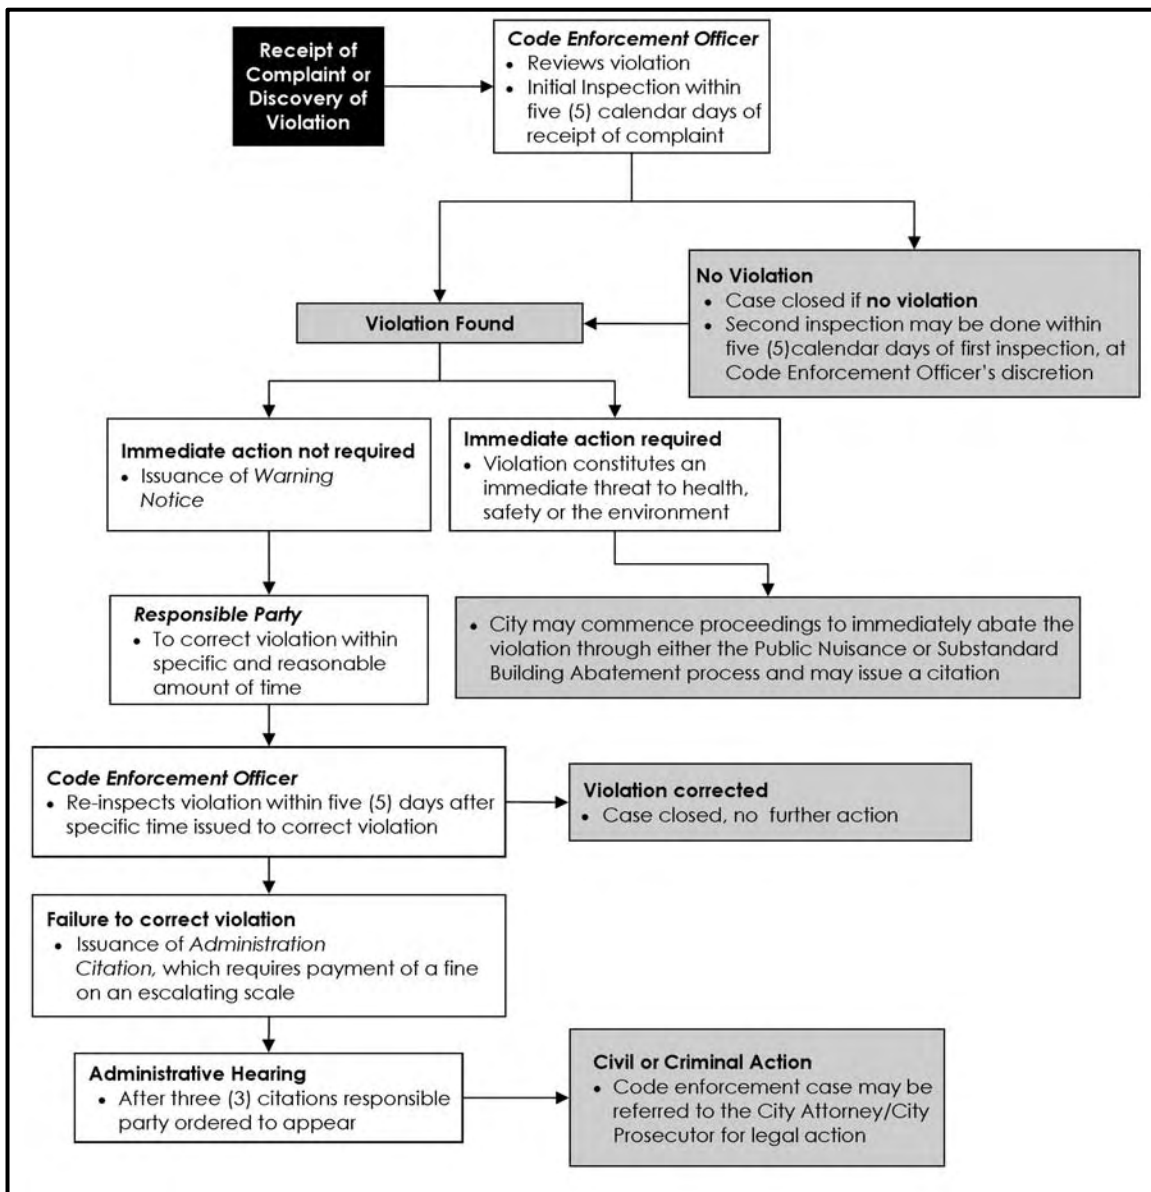 Receipt of
Complaint or
Discovery of
Violation
Code Enforcement Officer
• Reviews violation
• Initial Inspection within
five (5) calendar days of
receipt of complaint
No Violation
• Case closed if no violation
• Second inspection may be done within
five (5)calendar days of first inspection, at
Code Enforcement Officer's discretion
Violation Found
Immediate action not required
• Issuance of Warning
Notice
Immediate action required
• Violation constitutes an
immediate threat to health,
safety or the environment
Responsible Party
• To correct violation within
specific and reasonable
amount of time
• City may commence proceedings to immediately abate the
violation through either the Public Nuisance or Substandard
Building Abatement process and may issue a citation
Code Enforcement Officer
• Re-inspects violation within five (5) days after
specific time issued to correct violation
Violation corrected
• Case closed, no further action
Failure to correct violation
• Issuance of Administration
Citation, which requires payment of a fine
on an escalating scale
Administrative Hearing
• After three (3) citations responsible
party ordered to appear
Civil or Criminal Action
• Code enforcement case may be
referred to the City Attorney/City
Prosecutor for legal action